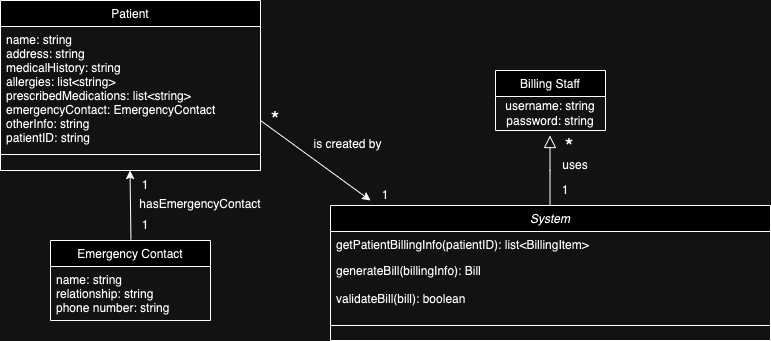 Patient
name: string
address: string
medicalHistory: string
allergies: list<string>
prescribedMedications: list<string>
emergencyContact: EmergencyContact
otherInfo: string
patientID: string
Billing Staff
username: string
password: string
*
is created by
1
*
uses
1
1
hasEmergencyContact
1
Emergency Contact
name: string
relationship: string
phone number: string
System
getPatientBillingInfo(patientID): list<BillingItem>
generateBill(billingInfo): Bill
validateBill(bill): boolean